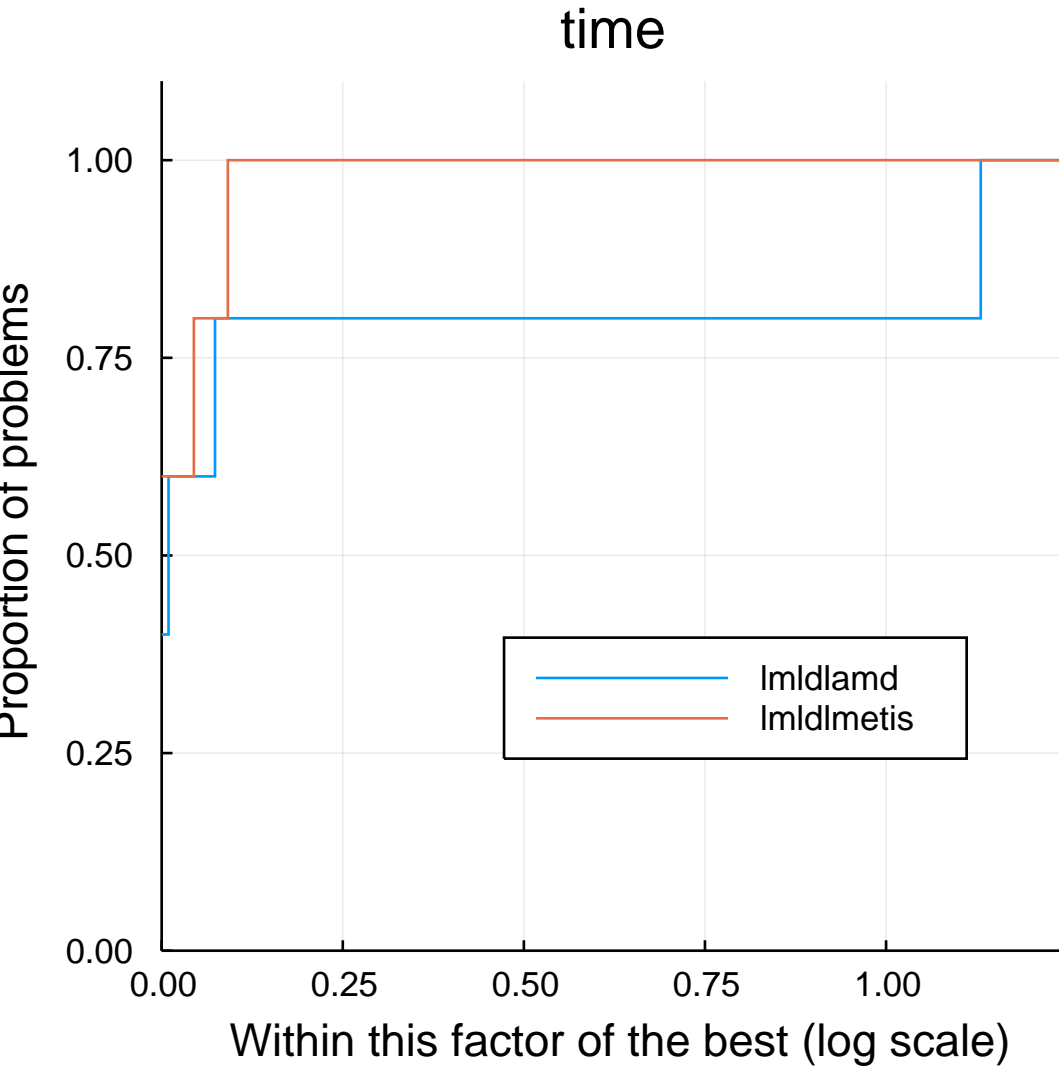 time
1.00
0.75
0.50
0.25
0.00
Proportion of problems
lmldlamd
lmldlmetis
0.00 0.25 0.50 0.75 1.00
Within this factor of the best (log scale)